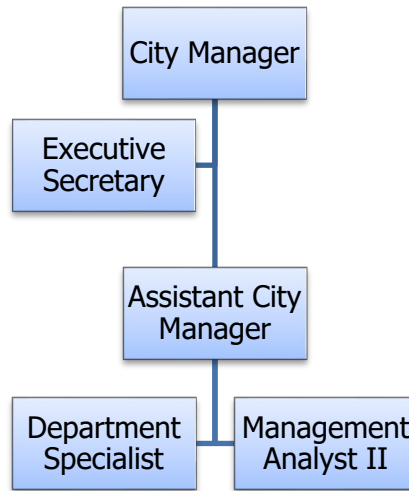 City Manager
Executive
Secretary
Assistant City
Manager
Department
Specialist
Management
Analyst II